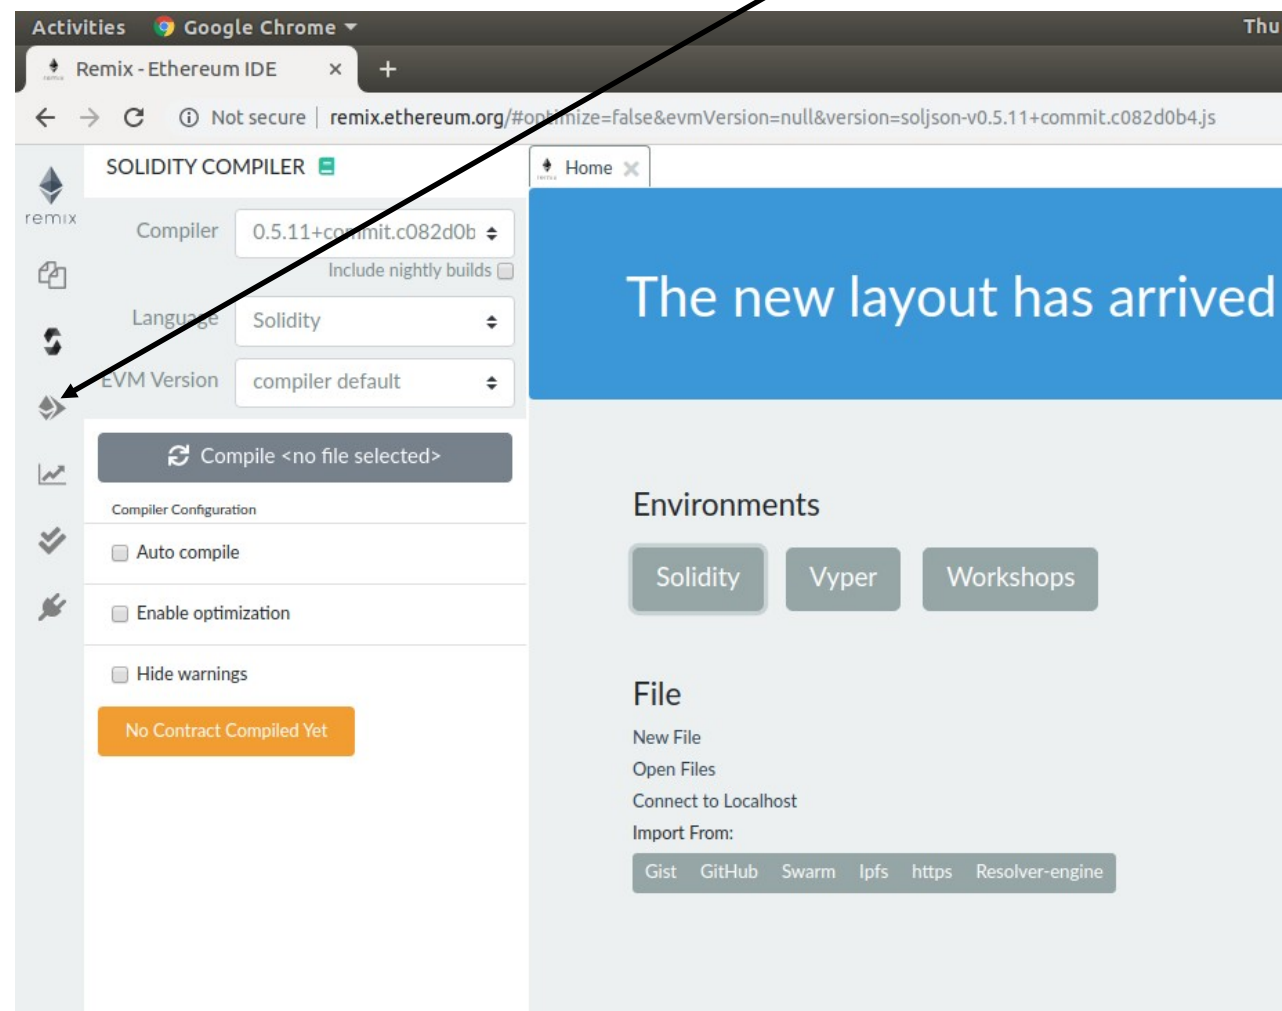 Activities Google Chrome Thu
Remix - Ethereum IDE × +
Not secure | remix.ethereum.org/#optimize=false&evmVersion=null&version=soljson-v0.5.11+commit.c082d0b4.js
remix
SOLIDITY COMPILER
Compiler 0.5.11+commit.c082d0b
Include nightly builds
Language Solidity
EVM Version compiler default
Compile <no file selected>
Compiler Configuration
Auto compile
Enable optimization
Hide warnings
No Contract Compiled Yet
Home
The new layout has arrived
Environments
Solidity Vyper Workshops
File
New File
Open Files
Connect to Localhost
Import From:
Gist GitHub Swarm Ipfs https Resolver-engine